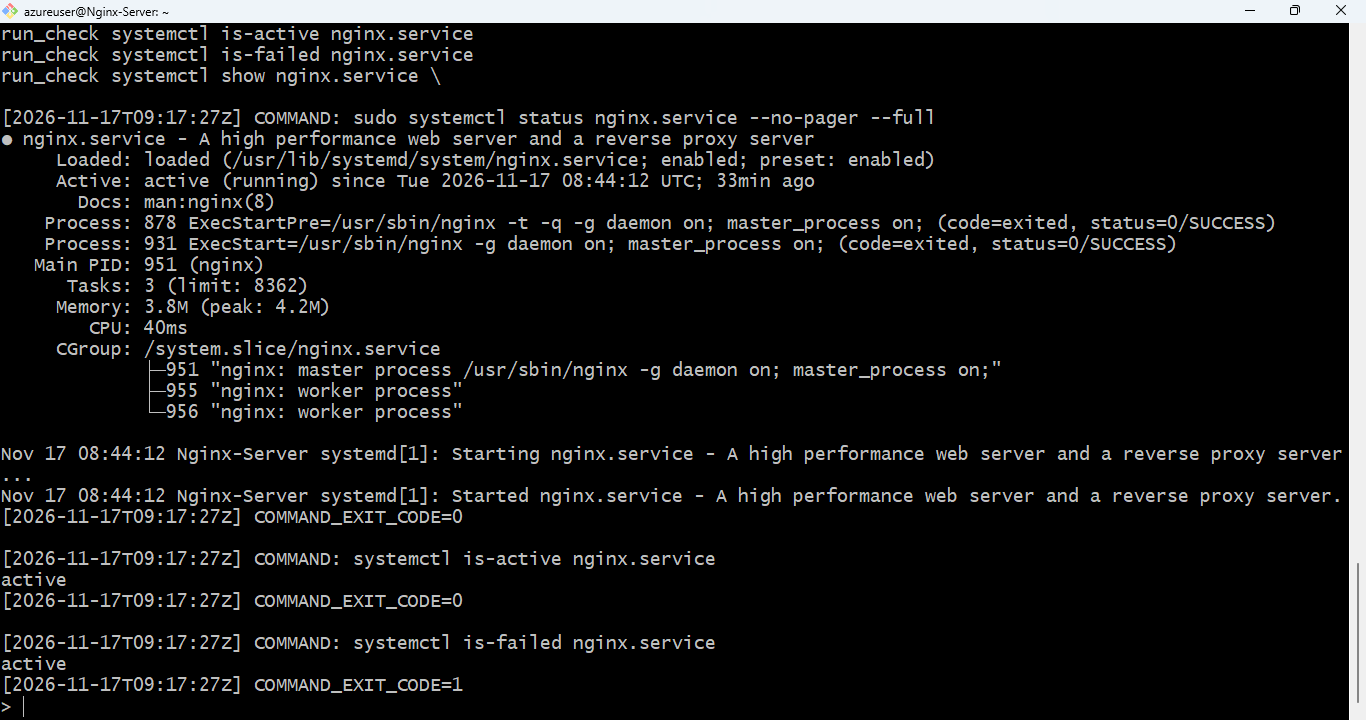 azureuser@Nginx-Server: ~
run_check systemctl is-active nginx.service
run_check systemctl is-failed nginx.service
run_check systemctl show nginx.service \
[2026-11-17T09:17:27Z] COMMAND: sudo systemctl status nginx.service --no-pager --full
● nginx.service - A high performance web server and a reverse proxy server
     Loaded: loaded (/usr/lib/systemd/system/nginx.service; enabled; preset: enabled)
     Active: active (running) since Tue 2026-11-17 08:44:12 UTC; 33min ago
       Docs: man:nginx(8)
    Process: 878 ExecStartPre=/usr/sbin/nginx -t -q -g daemon on; master_process on; (code=exited, status=0/SUCCESS)
    Process: 931 ExecStart=/usr/sbin/nginx -g daemon on; master_process on; (code=exited, status=0/SUCCESS)
   Main PID: 951 (nginx)
      Tasks: 3 (limit: 8362)
     Memory: 3.8M (peak: 4.2M)
        CPU: 40ms
     CGroup: /system.slice/nginx.service
             ├─951 "nginx: master process /usr/sbin/nginx -g daemon on; master_process on;"
             ├─955 "nginx: worker process"
             └─956 "nginx: worker process"
Nov 17 08:44:12 Nginx-Server systemd[1]: Starting nginx.service - A high performance web server and a reverse proxy server
...
Nov 17 08:44:12 Nginx-Server systemd[1]: Started nginx.service - A high performance web server and a reverse proxy server.
[2026-11-17T09:17:27Z] COMMAND_EXIT_CODE=0
[2026-11-17T09:17:27Z] COMMAND: systemctl is-active nginx.service
active
[2026-11-17T09:17:27Z] COMMAND_EXIT_CODE=0
[2026-11-17T09:17:27Z] COMMAND: systemctl is-failed nginx.service
active
[2026-11-17T09:17:27Z] COMMAND_EXIT_CODE=1
>